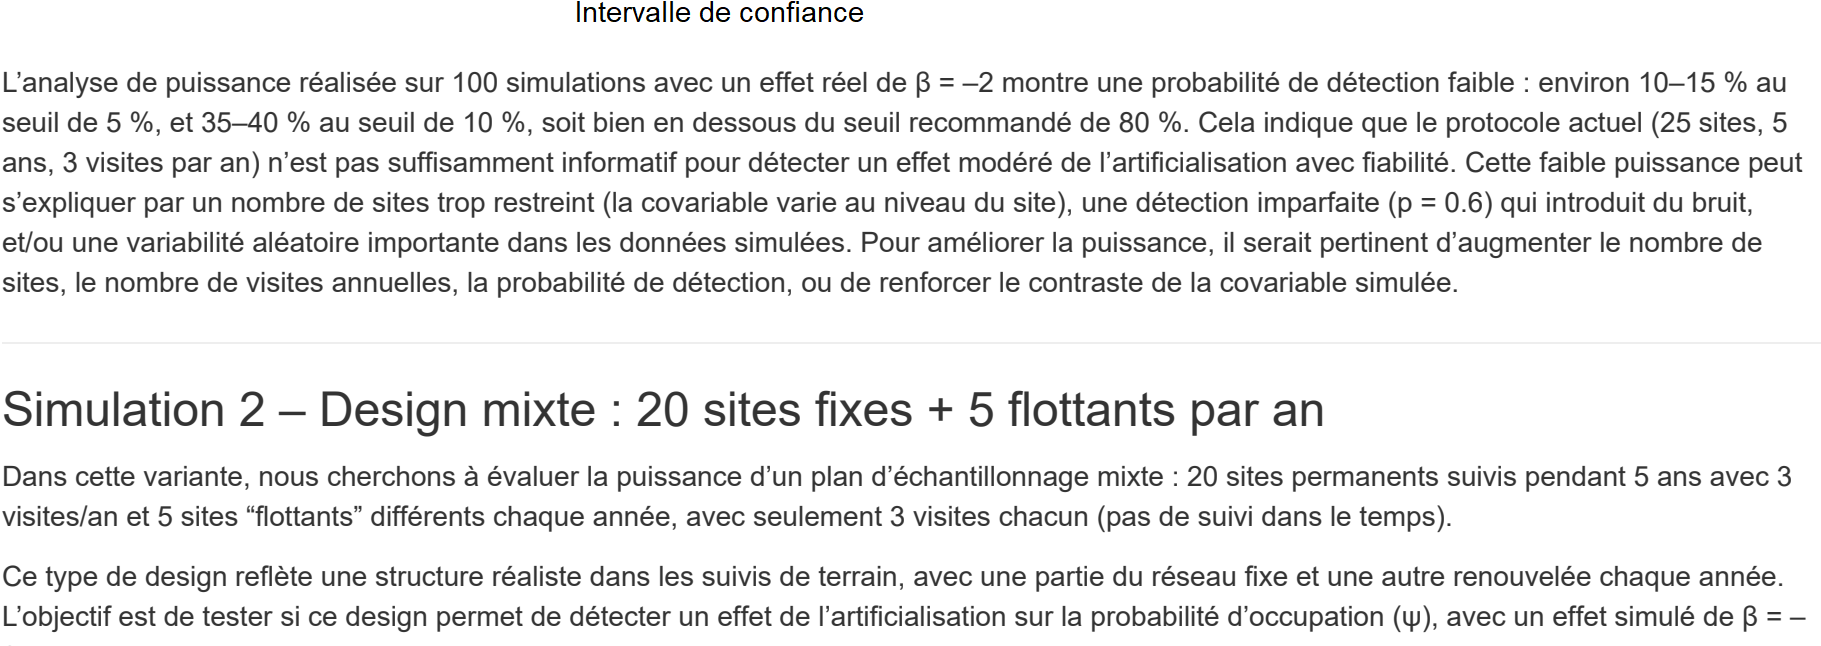 Intervalle de confiance
L’analyse de puissance réalisée sur 100 simulations avec un effet réel de β = –2 montre une probabilité de détection faible : environ 10–15 % au
seuil de 5 %, et 35–40 % au seuil de 10 %, soit bien en dessous du seuil recommandé de 80 %. Cela indique que le protocole actuel (25 sites, 5
ans, 3 visites par an) n’est pas suffisamment informatif pour détecter un effet modéré de l’artificialisation avec fiabilité. Cette faible puissance peut
s’expliquer par un nombre de sites trop restreint (la covariable varie au niveau du site), une détection imparfaite (p = 0.6) qui introduit du bruit,
et/ou une variabilité aléatoire importante dans les données simulées. Pour améliorer la puissance, il serait pertinent d’augmenter le nombre de
sites, le nombre de visites annuelles, la probabilité de détection, ou de renforcer le contraste de la covariable simulée.
Simulation 2 – Design mixte : 20 sites fixes + 5 flottants par an
Dans cette variante, nous cherchons à évaluer la puissance d’un plan d’échantillonnage mixte : 20 sites permanents suivis pendant 5 ans avec 3
visites/an et 5 sites “flottants” différents chaque année, avec seulement 3 visites chacun (pas de suivi dans le temps).
Ce type de design reflète une structure réaliste dans les suivis de terrain, avec une partie du réseau fixe et une autre renouvelée chaque année.
L’objectif est de tester si ce design permet de détecter un effet de l’artificialisation sur la probabilité d’occupation (ψ), avec un effet simulé de β = –